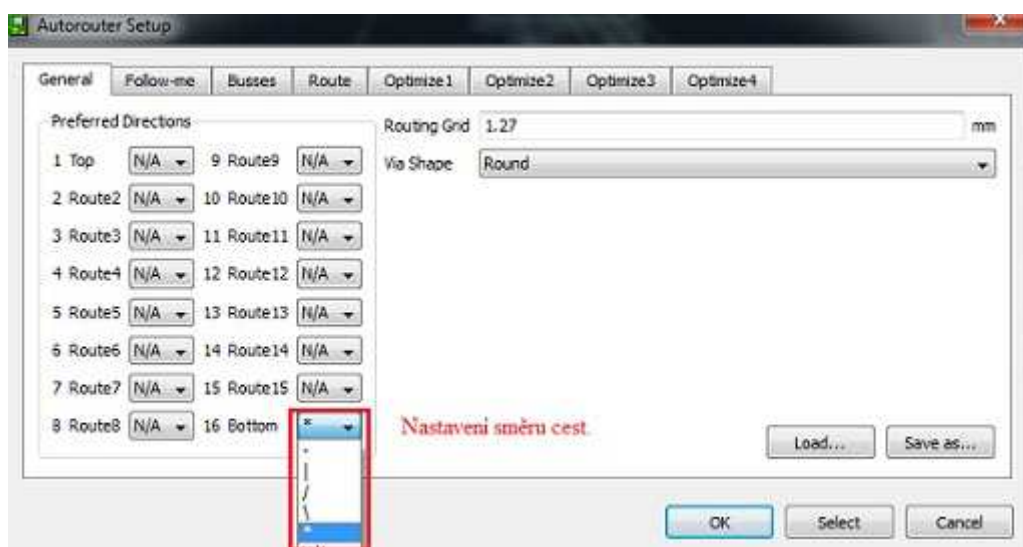 Autorouter Setup
General Follow-me Busses Route Optimize1 Optimize2 Optimize3 Optimize4
Preferred Directions
Routing Grid 1.27 mm
1 Top N/A 9 Route9 N/A Via Shape Round
2 Route2 N/A 10 Route10 N/A
3 Route3 N/A 11 Route11 N/A
4 Route4 N/A 12 Route12 N/A
5 Route5 N/A 13 Route13 N/A
6 Route6 N/A 14 Route14 N/A
7 Route7 N/A 15 Route15 N/A
8 Route8 N/A 16 Bottom *
Nastavení směru cest.
-
|
/
\
*
Load... Save as...
OK Select Cancel